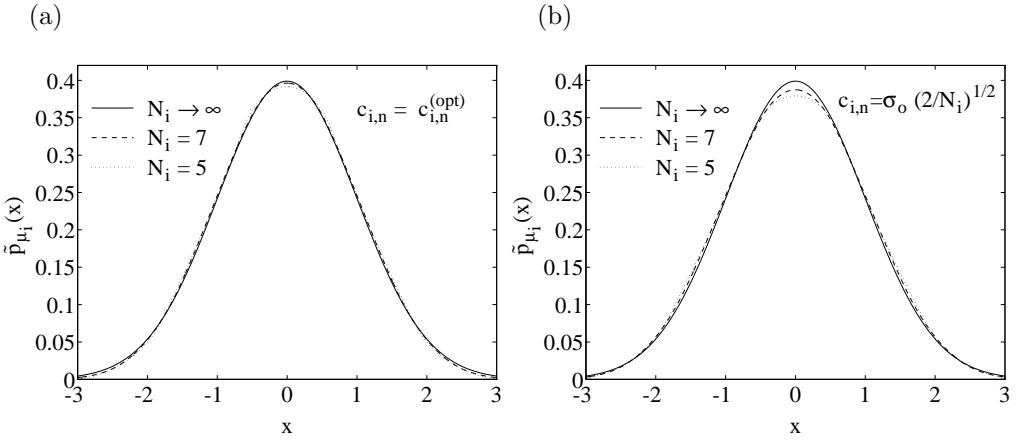 (a)
0.4
0.35
0.3
0.25
0.2
0.15
0.1
0.05
0
-3 -2 -1 0 1 2 3
x
p̃μᵢ(x)
Nᵢ → ∞
Nᵢ = 7
Nᵢ = 5
cᵢ,ₙ = cᵢ,ₙ^(opt)
(b)
0.4
0.35
0.3
0.25
0.2
0.15
0.1
0.05
0
-3 -2 -1 0 1 2 3
x
p̃μᵢ(x)
Nᵢ → ∞
Nᵢ = 7
Nᵢ = 5
cᵢ,ₙ=σₒ (2/Nᵢ)^1/2